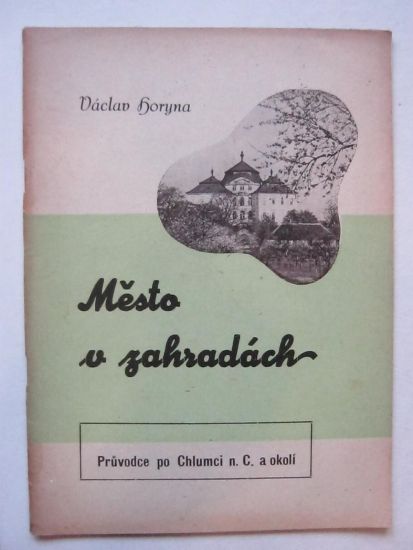 Václav Horyna
Město
v zahradách
Průvodce po Chlumci n. C. a okolí